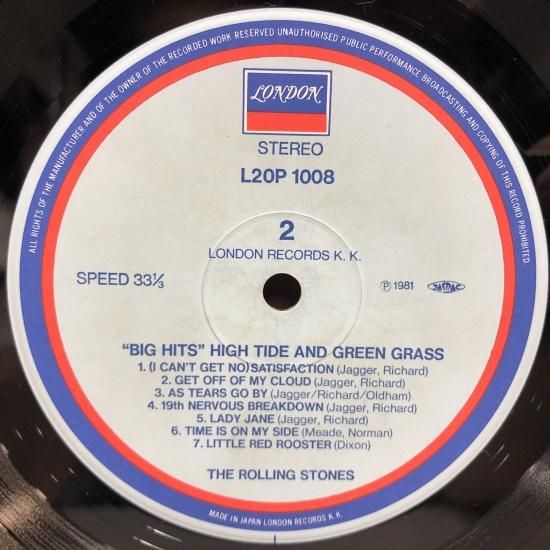 ALL RIGHTS OF THE MANUFACTURER AND OF THE OWNER OF THE RECORDED WORK RESERVED UNAUTHORISED PUBLIC PERFORMANCE BROADCASTING AND COPYING OF THIS RECORD PROHIBITED.
LONDON
STEREO
L20P 1008
2
LONDON RECORDS K. K.
SPEED 33⅓
Ⓟ 1981 JASRAC
“BIG HITS” HIGH TIDE AND GREEN GRASS
1. (I CAN'T GET NO) SATISFACTION (Jagger, Richard)
2. GET OFF OF MY CLOUD (Jagger, Richard)
3. AS TEARS GO BY (Jagger/Richard/Oldham)
4. 19th NERVOUS BREAKDOWN (Jagger, Richard)
5. LADY JANE (Jagger, Richard)
6. TIME IS ON MY SIDE (Meade, Norman)
7. LITTLE RED ROOSTER (Dixon)
THE ROLLING STONES
MADE IN JAPAN LONDON RECORDS K. K.